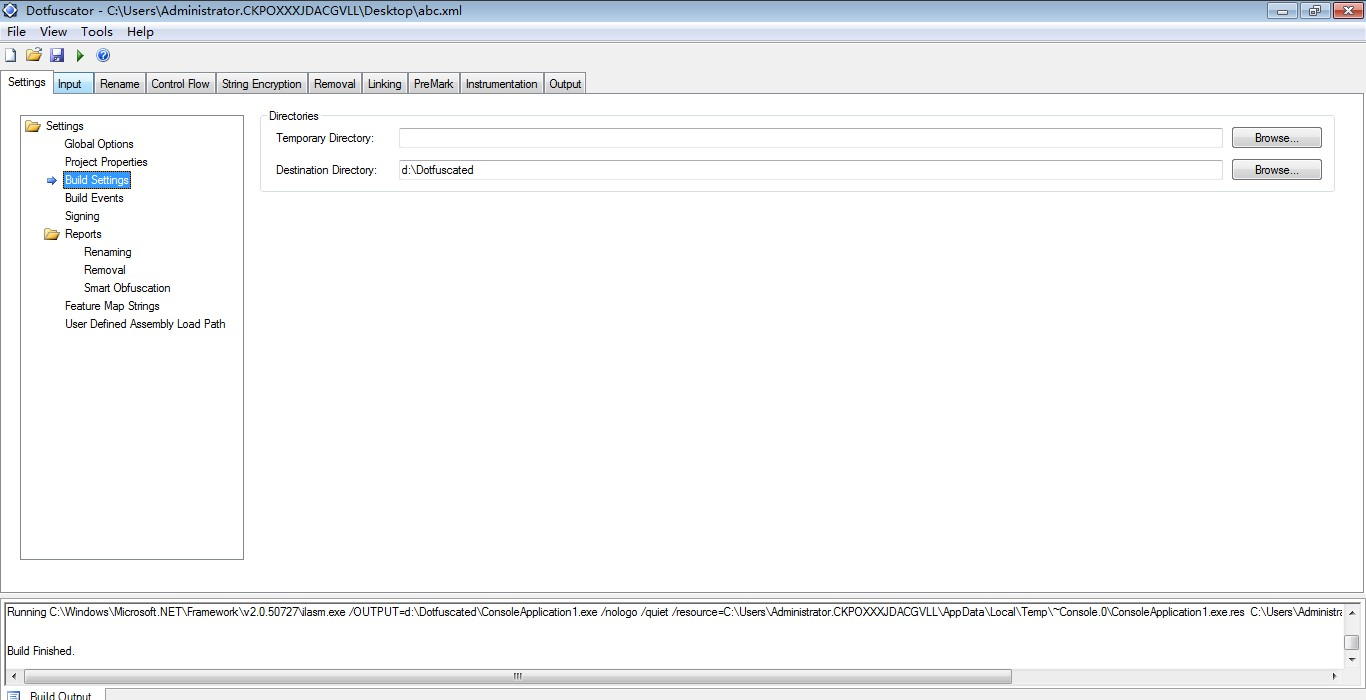 Dotfuscator - C:\Users\Administrator.CKPOXXXJDACGVLL\Desktop\abc.xml
File View Tools Help
Settings Input Rename Control Flow String Encryption Removal Linking PreMark Instrumentation Output
Settings
Global Options
Project Properties
Build Settings
Build Events
Signing
Reports
Renaming
Removal
Smart Obfuscation
Feature Map Strings
User Defined Assembly Load Path
Directories
Temporary Directory: Browse...
Destination Directory: d:\Dotfuscated Browse...
Running C:\Windows\Microsoft.NET\Framework\v2.0.50727\ilasm.exe /OUTPUT=d:\Dotfuscated\ConsoleApplication1.exe /nologo /quiet /resource=C:\Users\Administrator.CKPOXXXJDACGVLL\AppData\Local\Temp\~Console.0\ConsoleApplication1.exe.res C:\Users\Administra
Build Finished.
Build Output